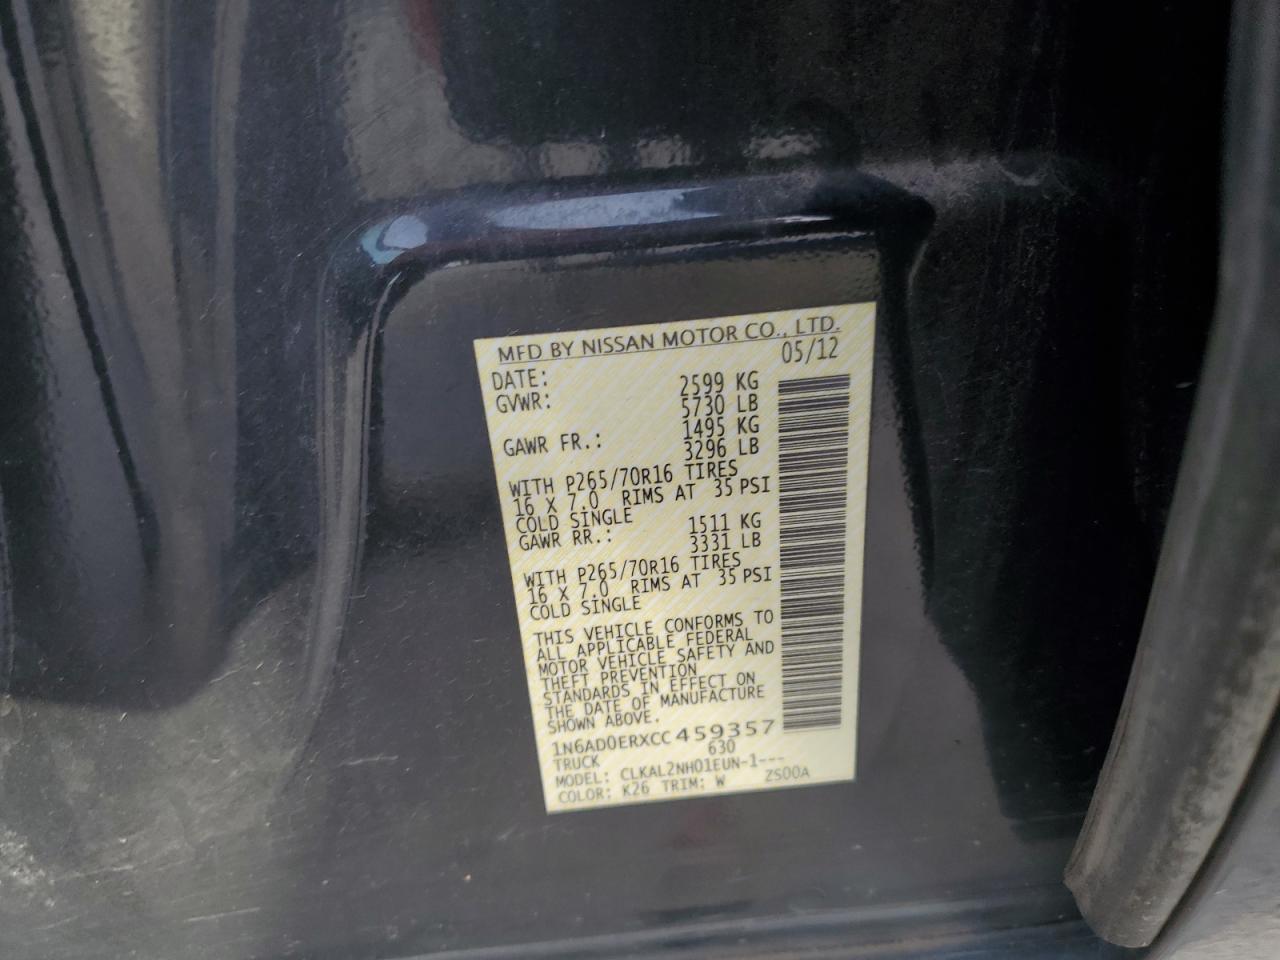 MFD BY NISSAN MOTOR CO., LTD.
DATE: 05/12
GVWR: 2599 KG
5730 LB
GAWR FR.: 1495 KG
3296 LB
WITH P265/70R16 TIRES
16 X 7.0 RIMS AT 35 PSI
COLD SINGLE
GAWR RR.: 1511 KG
3331 LB
WITH P265/70R16 TIRES
16 X 7.0 RIMS AT 35 PSI
COLD SINGLE
THIS VEHICLE CONFORMS TO
ALL APPLICABLE FEDERAL
MOTOR VEHICLE SAFETY AND
THEFT PREVENTION
STANDARDS IN EFFECT ON
THE DATE OF MANUFACTURE
SHOWN ABOVE.
1N6AD0ERXCC459357
TRUCK 630
MODEL: CLKAL2NH01EUN-1---
COLOR: K26 TRIM: W ZS00A